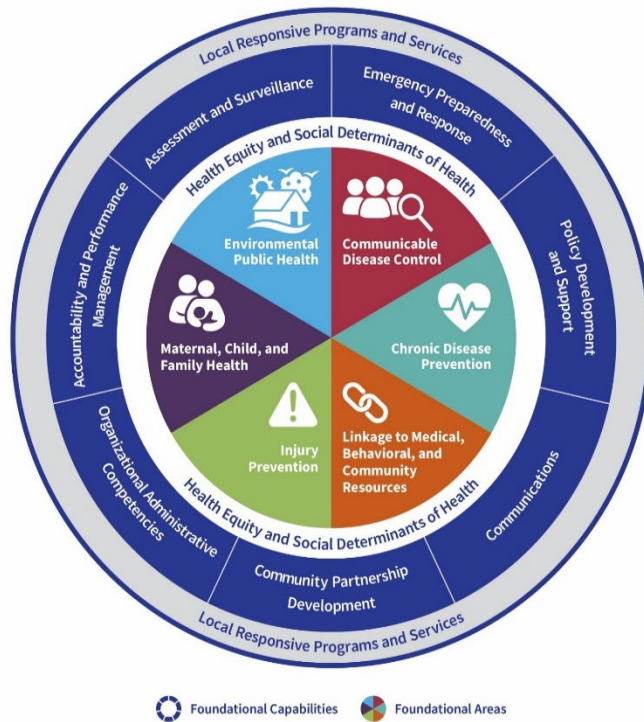 Local Responsive Programs and Services
Assessment and Surveillance
Emergency Preparedness
and Response
Policy Development
and Support
Communications
Community Partnership
Development
Organizational Administrative
Competencies
Accountability and Performance
Management
Health Equity and Social Determinants of Health
Environmental
Public Health
Communicable
Disease Control
Maternal, Child, and
Family Health
Chronic Disease
Prevention
Injury
Prevention
Linkage to Medical,
Behavioral, and
Community
Resources
Health Equity and Social Determinants of Health
Local Responsive Programs and Services
Foundational Capabilities
Foundational Areas